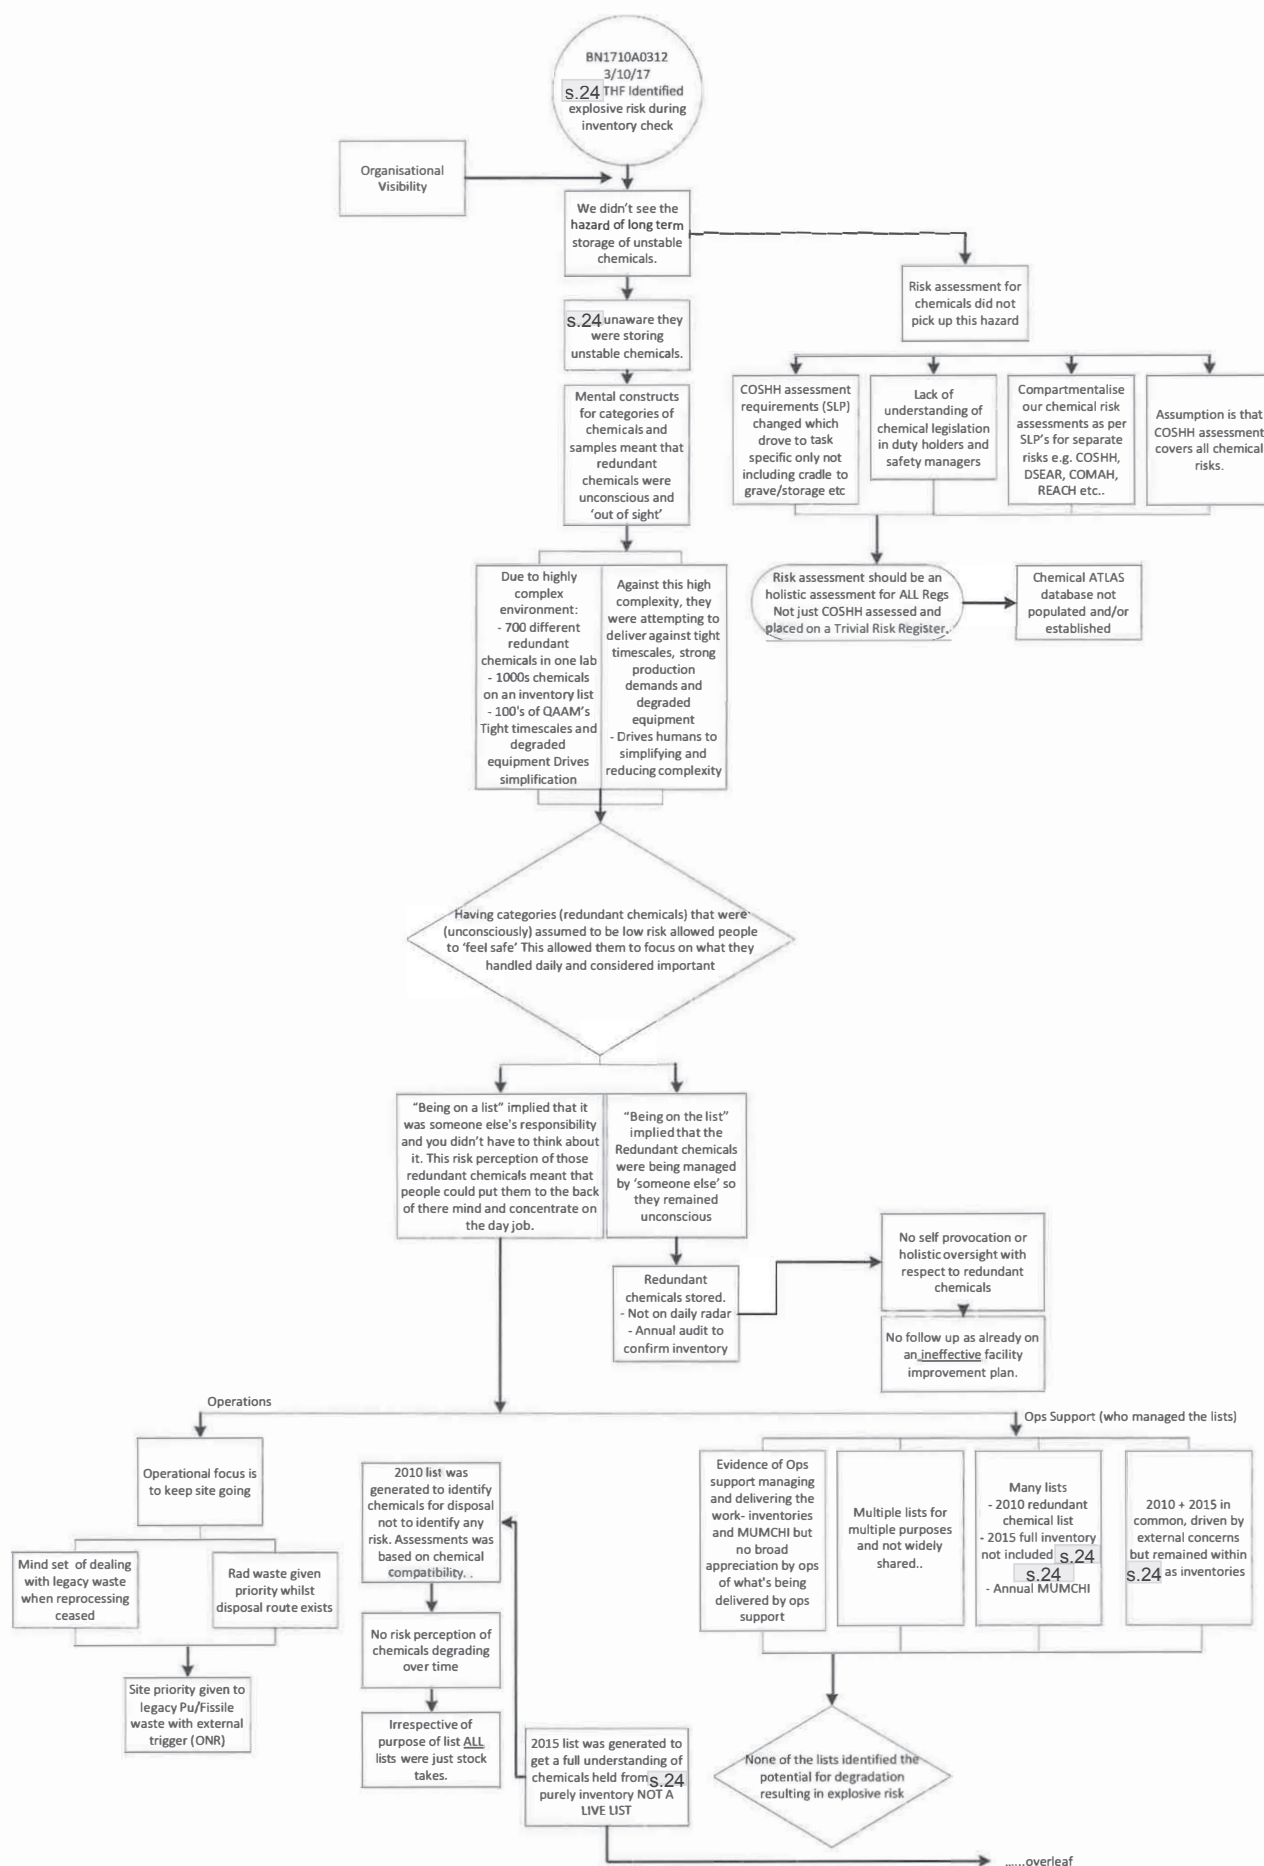 BN1710A0312
3/10/17
s.24 THF Identified
explosive risk during
inventory check
Organisational
Visibility
We didn't see the
hazard of long term
storage of unstable
chemicals.
Risk assessment for
chemicals did not
pick up this hazard
s.24 unaware they
were storing
unstable chemicals.
Mental constructs
for categories of
chemicals and
samples meant that
redundant
chemicals were
unconscious and
‘out of sight’
COSHH assessment
requirements (SLP)
changed which
drove to task
specific only not
including cradle to
grave/storage etc
Lack of
understanding of
chemical legislation
in duty holders and
safety managers
Compartmentalise
our chemical risk
assessments as per
SLP's for separate
risks e.g. COSHH,
DSEAR, COMAH,
REACH etc..
Assumption is that
COSHH assessment
covers all chemical
risks.
Risk assessment should be an
holistic assessment for ALL Regs
Not just COSHH assessed and
placed on a Trivial Risk Register.
Chemical ATLAS
database not
populated and/or
established
Due to highly
complex
environment:
- 700 different
redundant
chemicals in one lab
- 1000s chemicals
on an inventory list
- 100's of QAAM's
Tight timescales and
degraded
equipment Drives
simplification
Against this high
complexity, they
were attempting to
deliver against tight
timescales, strong
production
demands and
degraded
equipment
- Drives humans to
simplifying and
reducing complexity
Having categories (redundant chemicals) that were
(unconsciously) assumed to be low risk allowed people
to ‘feel safe’ This allowed them to focus on what they
handled daily and considered important
“Being on a list” implied that it
was someone else's responsibility
and you didn't have to think about
it. This risk perception of those
redundant chemicals meant that
people could put them to the back
of there mind and concentrate on
the day job.
“Being on the list”
implied that the
Redundant chemicals
were being managed
by ‘someone else’ so
they remained
unconscious
Redundant
chemicals stored.
- Not on daily radar
- Annual audit to
confirm inventory
No self provocation or
holistic oversight with
respect to redundant
chemicals
No follow up as already on
an ineffective facility
improvement plan.
Operations
Ops Support (who managed the lists)
Operational focus is
to keep site going
Mind set of dealing
with legacy waste
when reprocessing
ceased
Rad waste given
priority whilst
disposal route exists
Site priority given to
legacy Pu/Fissile
waste with external
trigger (ONR)
2010 list was
generated to identify
chemicals for disposal
not to identify any
risk. Assessments was
based on chemical
compatibility. .
No risk perception of
chemicals degrading
over time
Irrespective of
purpose of list ALL
lists were just stock
takes.
2015 list was generated to
get a full understanding of
chemicals held from s.24
purely inventory NOT A
LIVE LIST
Evidence of Ops
support managing
and delivering the
work- inventories
and MUMCHI but
no broad
appreciation by ops
of what's being
delivered by ops
support
Multiple lists for
multiple purposes
and not widely
shared..
Many lists
- 2010 redundant
chemical list
- 2015 full inventory
not included s.24
s.24
- Annual MUMCHI
2010 + 2015 in
common, driven by
external concerns
but remained within
s.24 as inventories
None of the lists identified the
potential for degradation
resulting in explosive risk
......overleaf